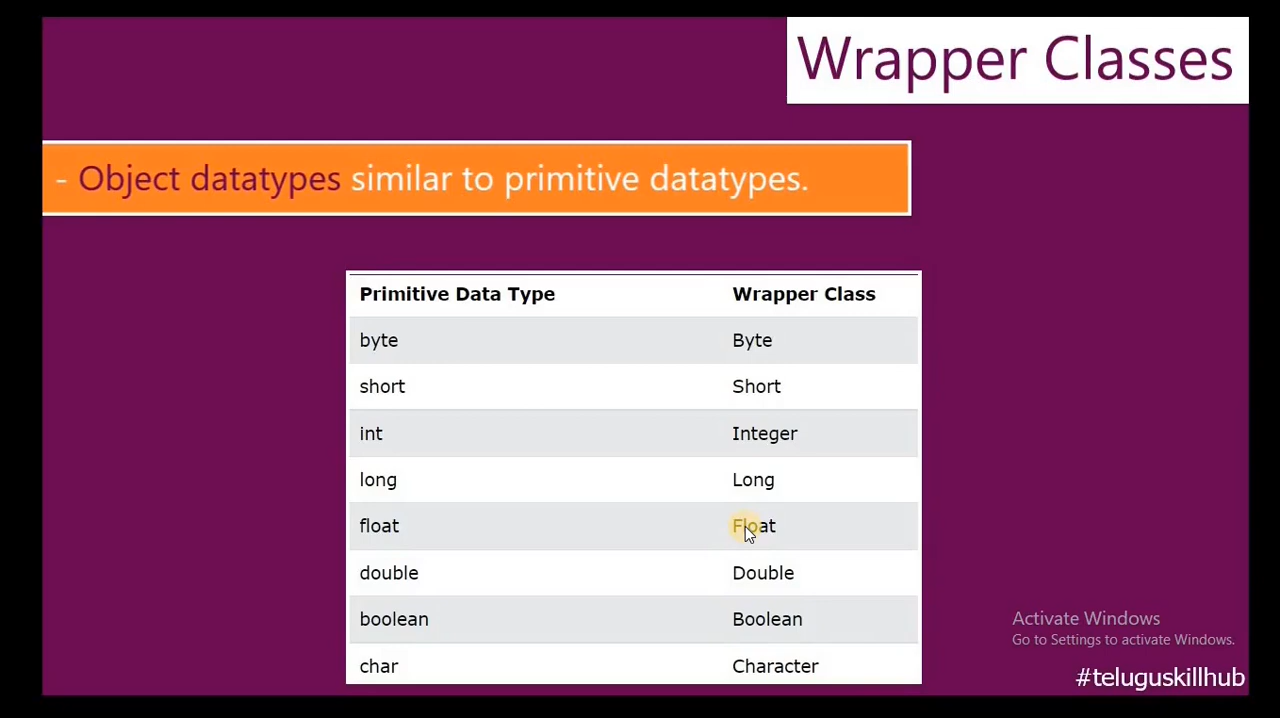 Wrapper Classes
- Object datatypes similar to primitive datatypes.
Primitive Data Type Wrapper Class
byte Byte
short Short
int Integer
long Long
float Float
double Double
boolean Boolean
char Character
Activate Windows
Go to Settings to activate Windows.
#teluguskillhub